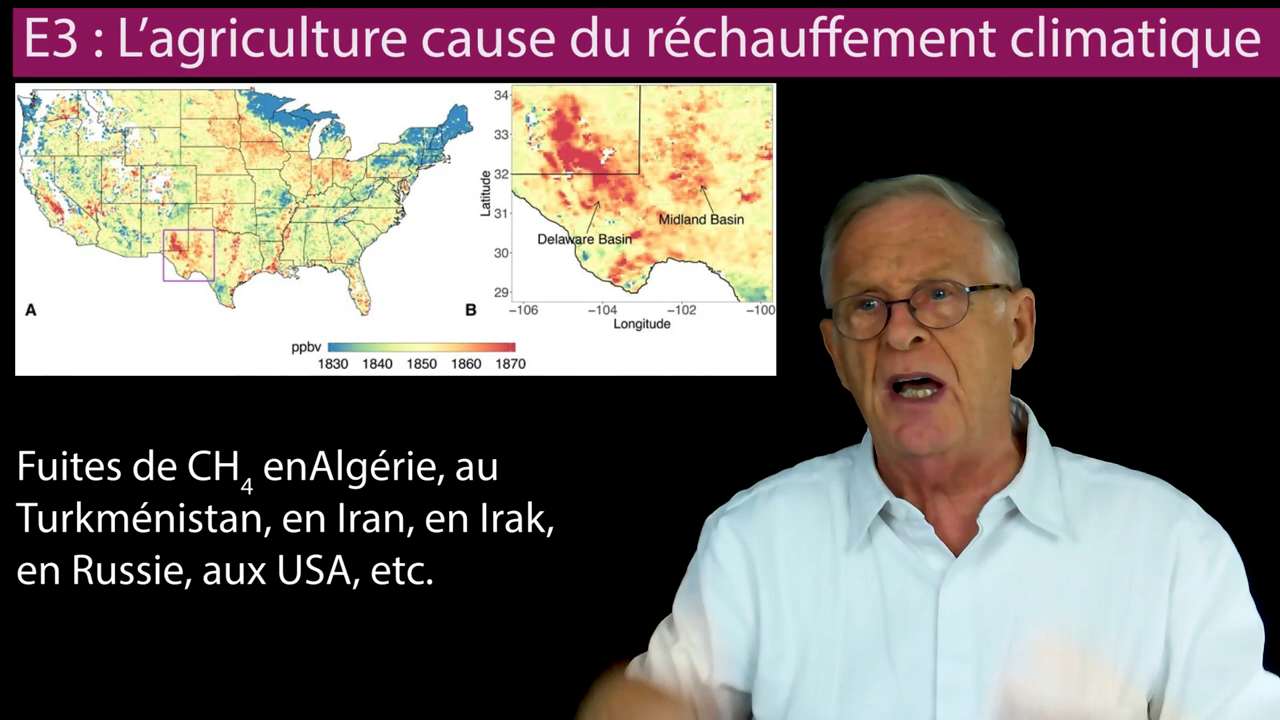 E3 : L’agriculture cause du réchauffement climatique
34
33
32
31
30
29
Latitude
Midland Basin
Delaware Basin
A
B
−106 −104 −102 −100
Longitude
ppbv
1830 1840 1850 1860 1870
Fuites de CH4 enAlgérie, au
Turkménistan, en Iran, en Irak,
en Russie, aux USA, etc.